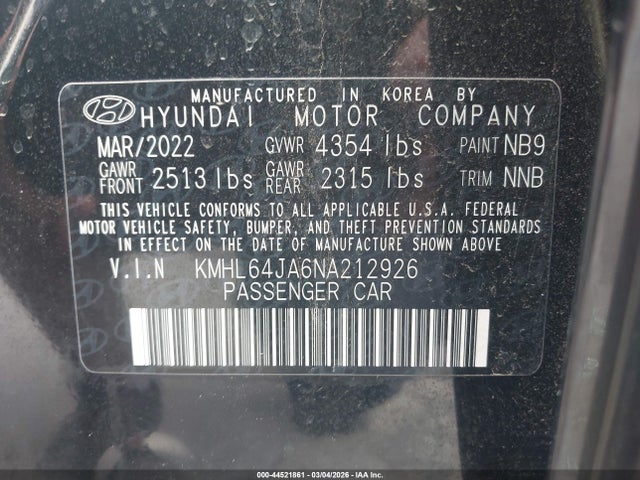 MANUFACTURED IN KOREA BY
HYUNDAI MOTOR COMPANY
MAR/2022 GVWR 4354 lbs PAINT NB9
GAWR FRONT 2513 lbs GAWR REAR 2315 lbs TRIM NNB
THIS VEHICLE CONFORMS TO ALL APPLICABLE U.S.A. FEDERAL
MOTOR VEHICLE SAFETY, BUMPER, AND THEFT PREVENTION STANDARDS
IN EFFECT ON THE DATE OF MANUFACTURE SHOWN ABOVE
V.I.N KMHL64JA6NA212926
PASSENGER CAR
000-44521861 - 03/04/2026 - IAA, Inc.